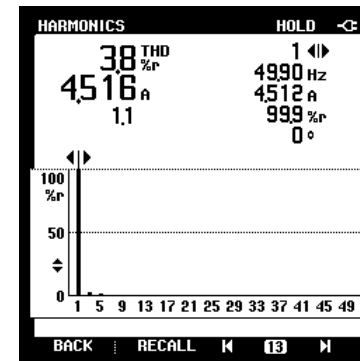 HARMONICS HOLD
3.8 THD %r
4.516 A
1.1
1
49.90 Hz
4.512 A
99.9 %r
0 °
100
%r
50
0
1 5 9 13 17 21 25 29 33 37 41 45 49
BACK RECALL 13